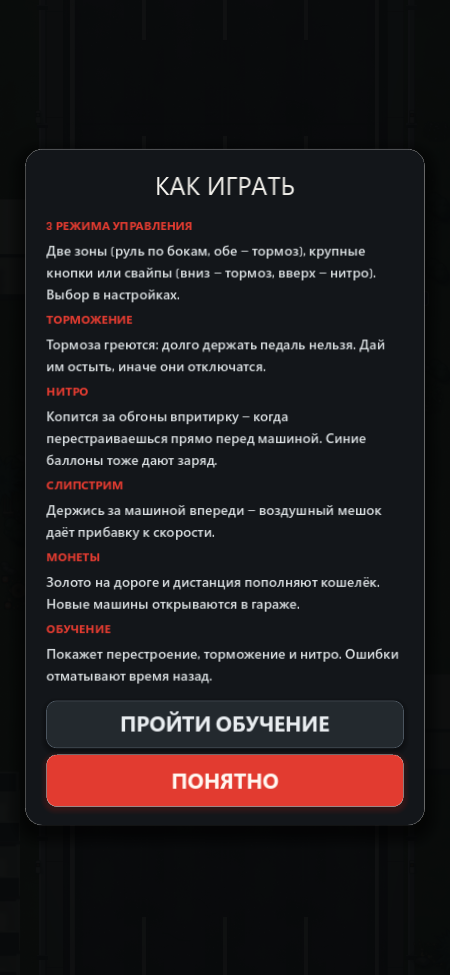 КАК ИГРАТЬ
3 РЕЖИМА УПРАВЛЕНИЯ
Две зоны (руль по бокам, обе – тормоз), крупные
кнопки или свайпы (вниз – тормоз, вверх – нитро).
Выбор в настройках.
ТОРМОЖЕНИЕ
Тормоза греются: долго держать педаль нельзя. Дай
им остыть, иначе они отключатся.
НИТРО
Копится за обгоны впритирку – когда
перестраиваешься прямо перед машиной. Синие
баллоны тоже дают заряд.
СЛИПСТРИМ
Держись за машиной впереди – воздушный мешок
даёт прибавку к скорости.
МОНЕТЫ
Золото на дороге и дистанция пополняют кошелёк.
Новые машины открываются в гараже.
ОБУЧЕНИЕ
Покажет перестроение, торможение и нитро. Ошибки
отматывают время назад.
ПРОЙТИ ОБУЧЕНИЕ
ПОНЯТНО